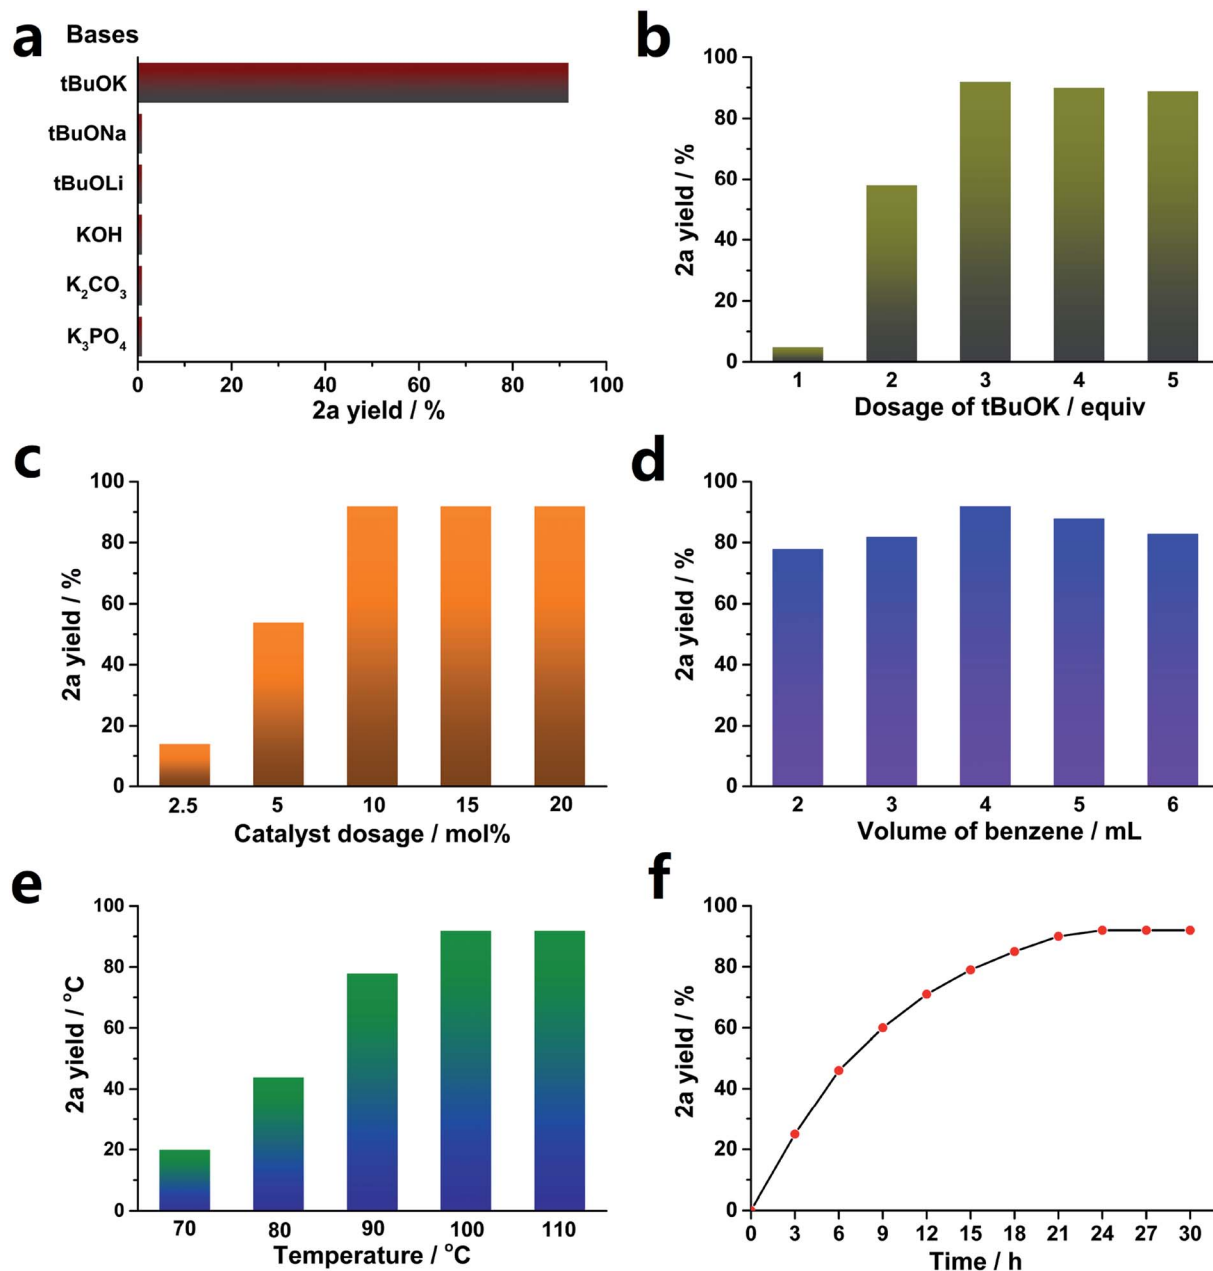 a
Bases
tBuOK
tBuONa
tBuOLi
KOH
K₂CO₃
K₃PO₄
0 20 40 60 80 100
2a yield / %
b
100
80
60
40
20
0
2a yield / %
1 2 3 4 5
Dosage of tBuOK / equiv
c
100
80
60
40
20
0
2a yield / %
2.5 5 10 15 20
Catalyst dosage / mol%
d
100
80
60
40
20
0
2a yield / %
2 3 4 5 6
Volume of benzene / mL
e
100
80
60
40
20
0
2a yield / °C
70 80 90 100 110
Temperature / °C
f
100
80
60
40
20
0
2a yield / %
0 3 6 9 12 15 18 21 24 27 30
Time / h